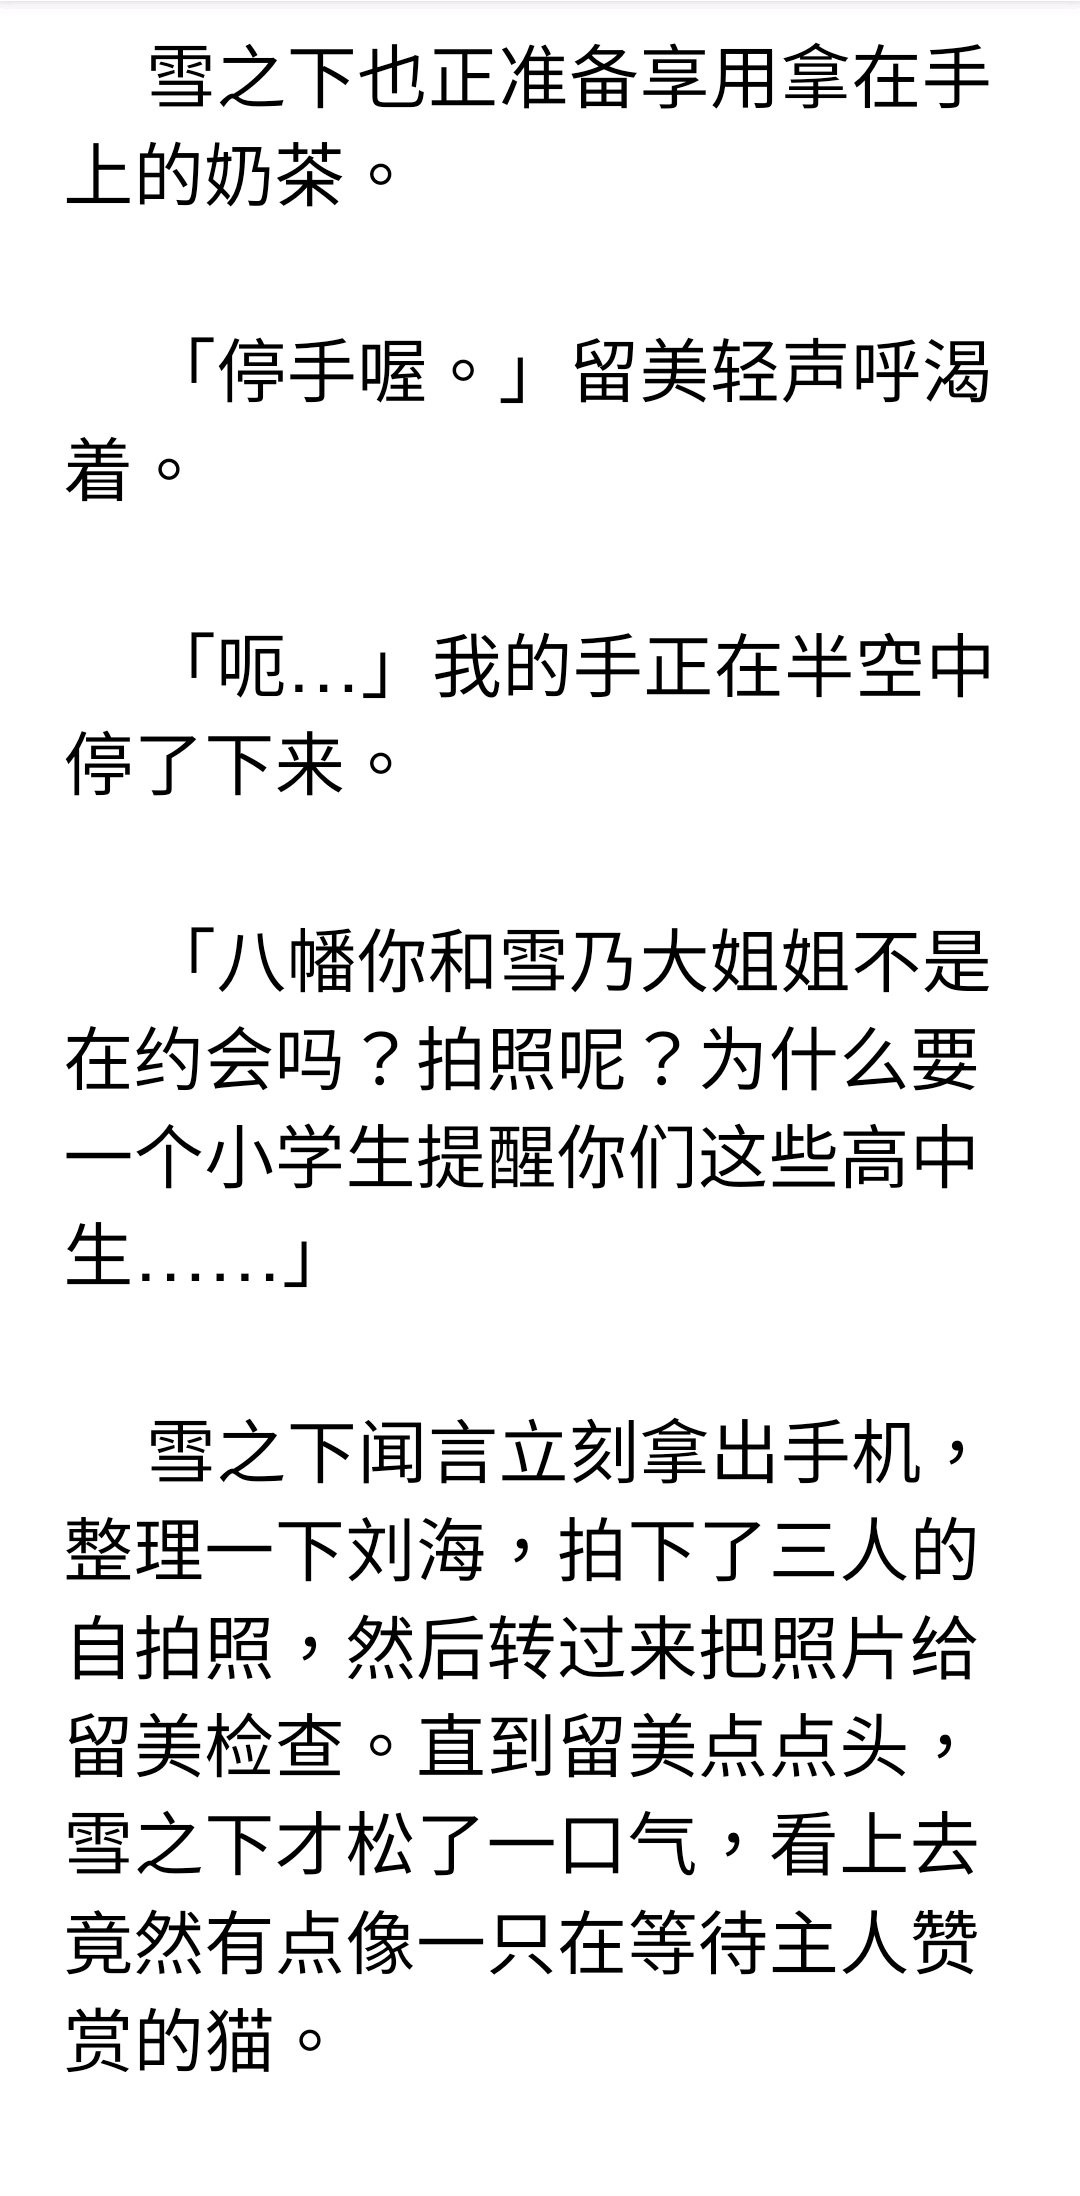 雪之下也正准备享用拿在手
上的奶茶。
「停手喔。」留美轻声呼渴
着。
「呃…」我的手正在半空中
停了下来。
「八幡你和雪乃大姐姐不是
在约会吗？拍照呢？为什么要
一个小学生提醒你们这些高中
生……」
雪之下闻言立刻拿出手机，
整理一下刘海，拍下了三人的
自拍照，然后转过来把照片给
留美检查。直到留美点点头，
雪之下才松了一口气，看上去
竟然有点像一只在等待主人赞
赏的猫。